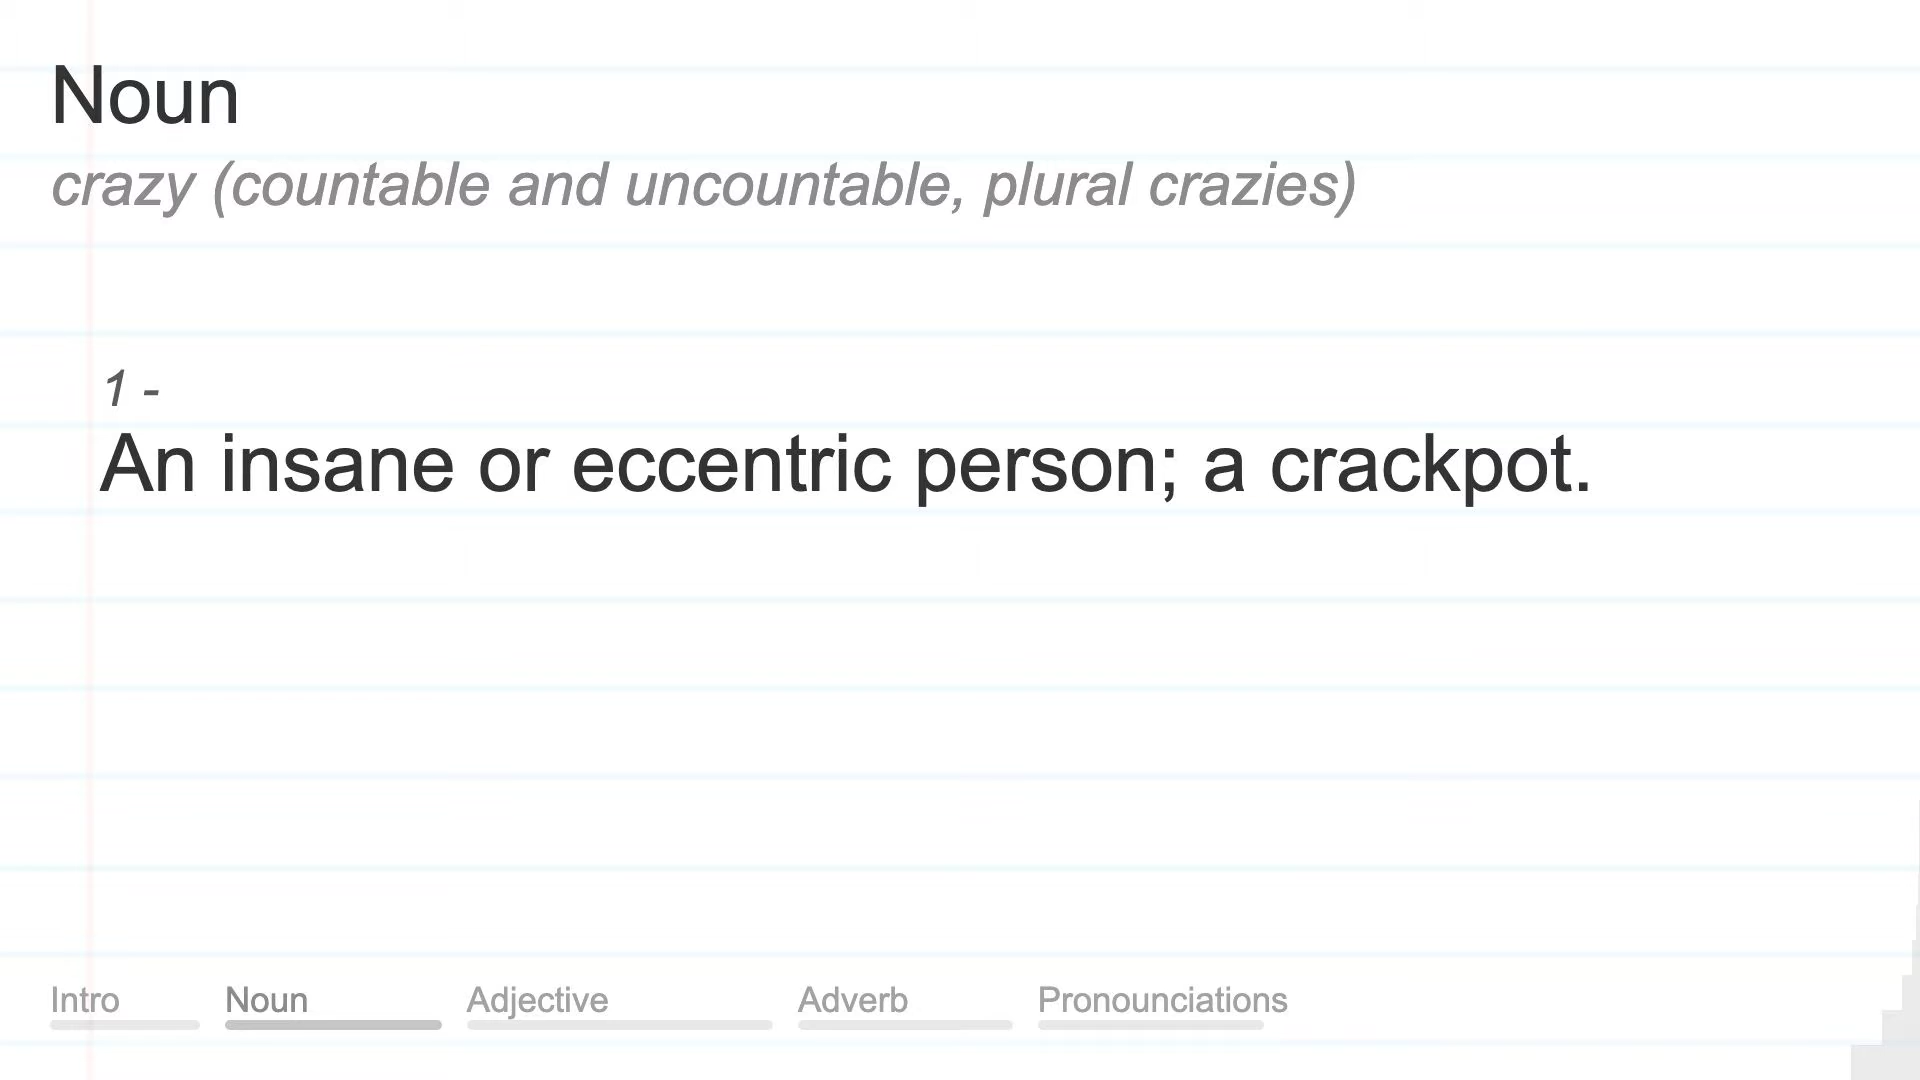 Noun
crazy (countable and uncountable, plural crazies)
1 -
An insane or eccentric person; a crackpot.
Intro Noun Adjective Adverb Pronounciations